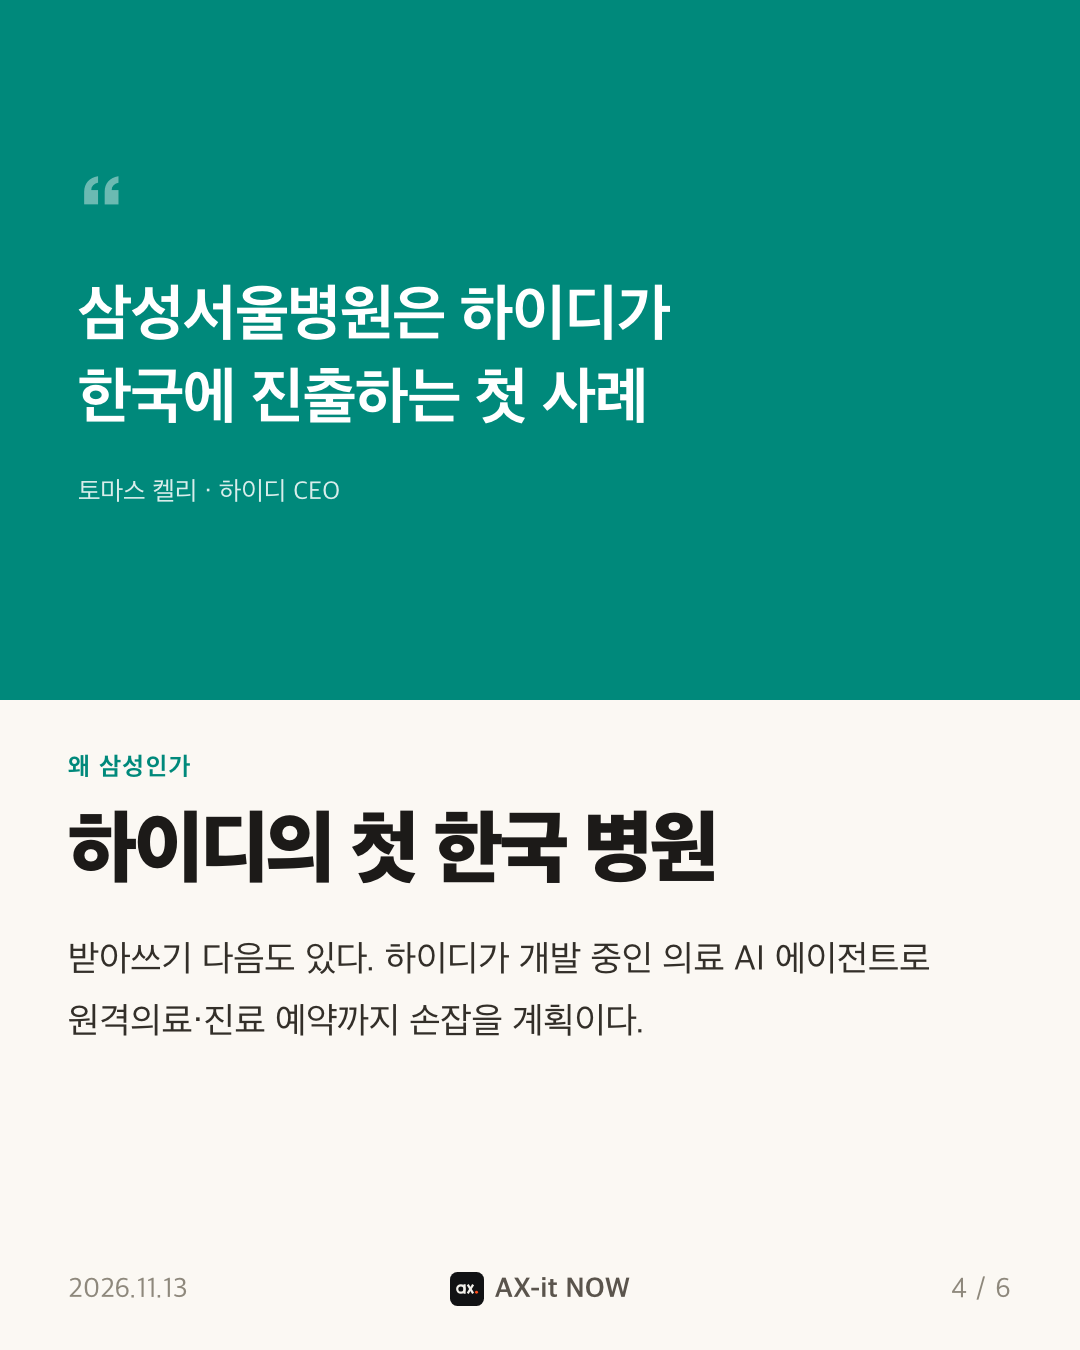 “
삼성서울병원은 하이디가
한국에 진출하는 첫 사례
토마스 켈리 · 하이디 CEO
왜 삼성인가
하이디의 첫 한국 병원
받아쓰기 다음도 있다. 하이디가 개발 중인 의료 AI 에이전트로
원격의료·진료 예약까지 손잡을 계획이다.
2026.11.13
ax. AX-it NOW
4 / 6